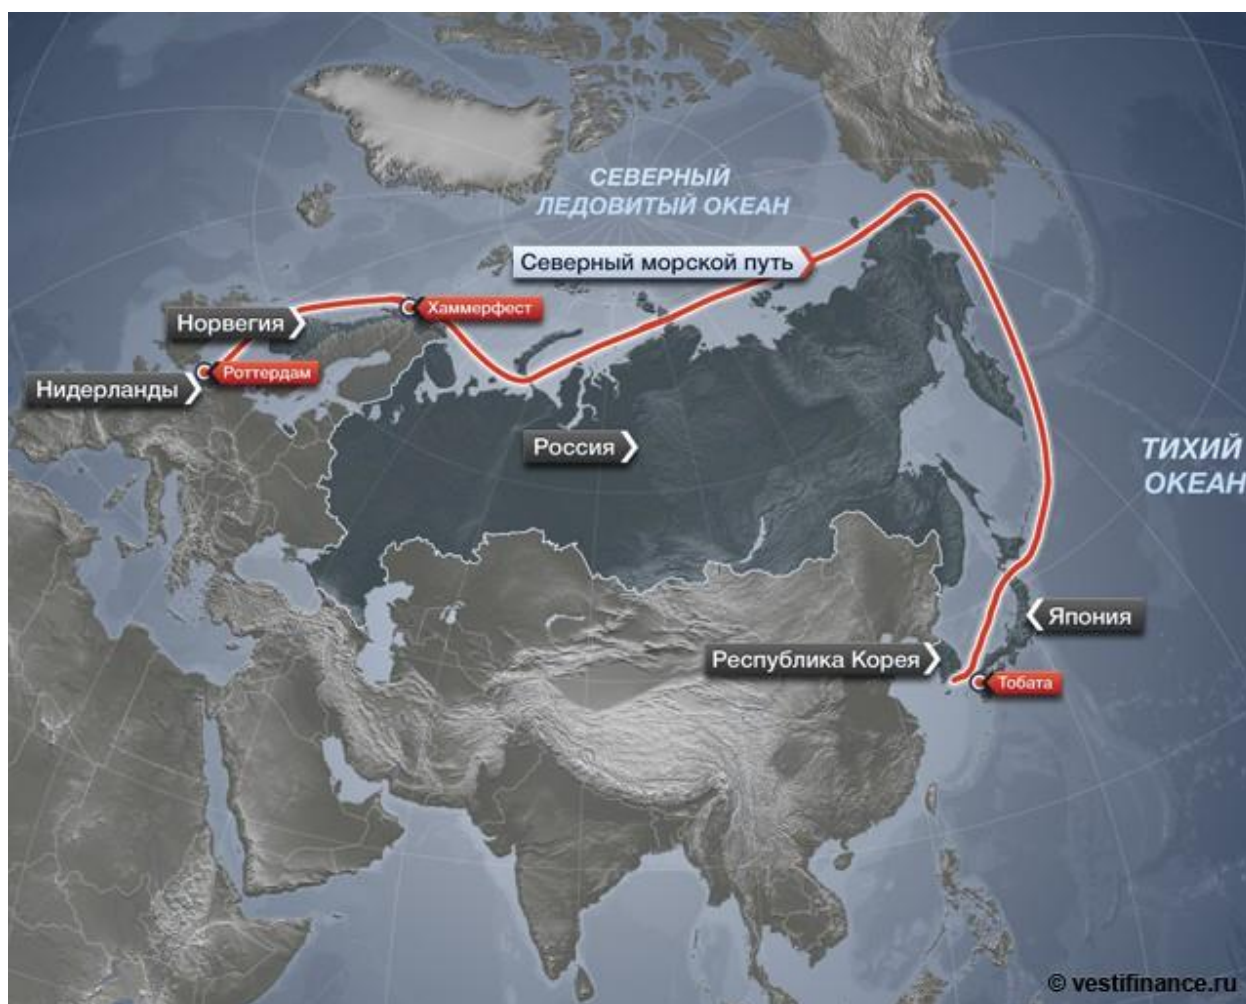 СЕВЕРНЫЙ
ЛЕДОВИТЫЙ ОКЕАН
Северный морской путь
Хаммерфест
Норвегия
Роттердам
Нидерланды
Россия
ТИХИЙ
ОКЕАН
Япония
Республика Корея
Тобата
© vestifinance.ru